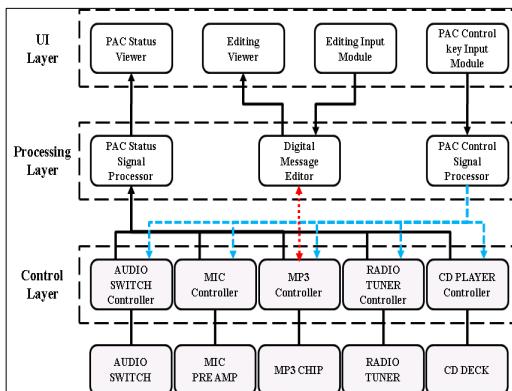 UI
Layer
PAC Status
Viewer
Editing
Viewer
Editing Input
Module
PAC Control
key Input
Module
Processing
Layer
PAC Status
Signal
Processor
Digital
Message
Editor
PAC Control
Signal
Processor
Control
Layer
AUDIO
SWITCH
Controller
MIC
Controller
MP3
Controller
RADIO
TUNER
Controller
CD PLAYER
Controller
AUDIO
SWITCH
MIC
PRE AMP
MP3 CHIP
RADIO
TUNER
CD DECK